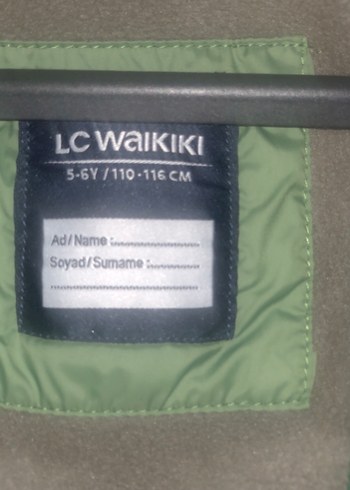 LC WAIKIKI
5-6Y / 110-116 CM
Ad/Name :....................
Soyad/Surname :............
....................................